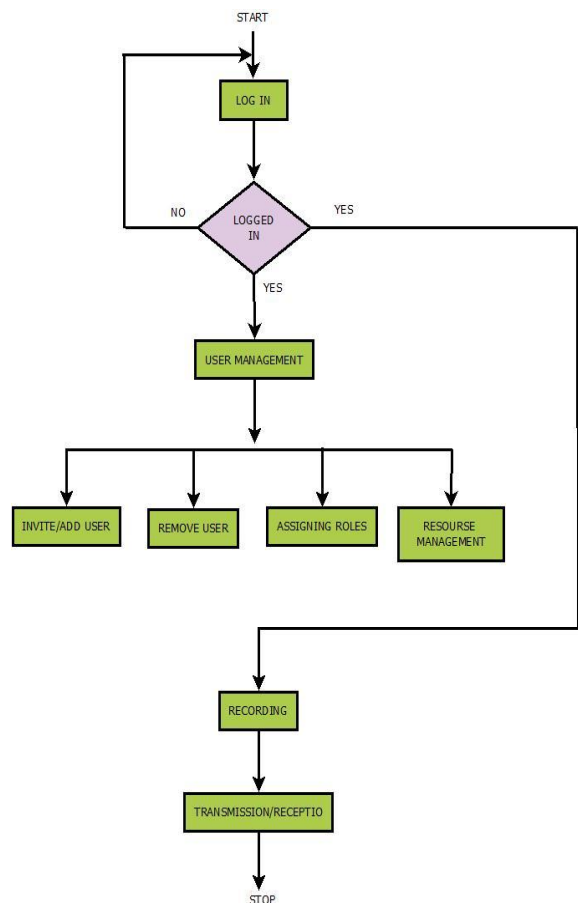 START
LOG IN
NO
LOGGED
IN
YES
YES
USER MANAGEMENT
INVITE/ADD USER
REMOVE USER
ASSIGNING ROLES
RESOURSE
MANAGEMENT
RECORDING
TRANSMISSION/RECEPTIO
STOP